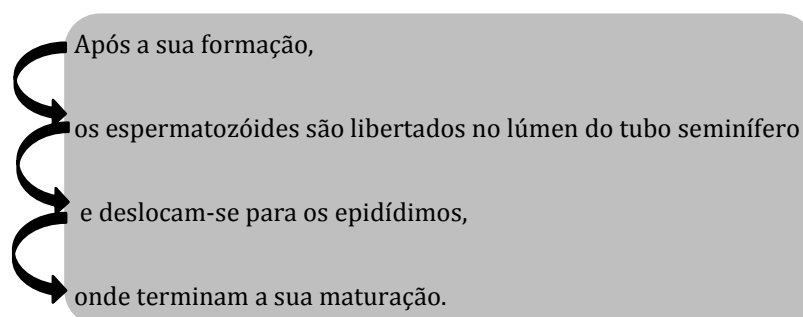 Após a sua formação,
os espermatozóides são libertados no lúmen do tubo seminífero
e deslocam-se para os epidídimos,
onde terminam a sua maturação.